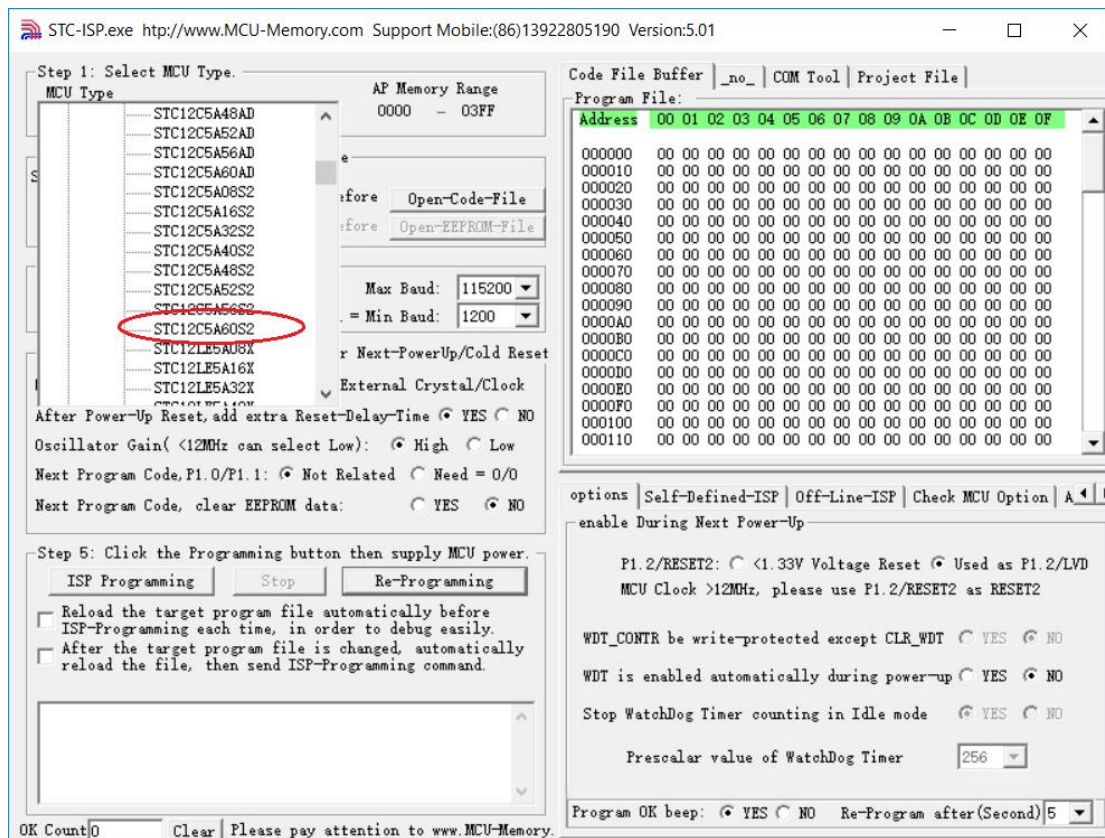 STC-ISP.exe htp://www.MCU-Memory.com Support Mobile:(86)13922805190 Version:5.01
Step 1: Select MCU Type.
MCU Type
AP Memory Range
0000 - 03FF
STC12C5A48AD
STC12C5A52AD
STC12C5A56AD
STC12C5A60AD
STC12C5A08S2
STC12C5A16S2
STC12C5A32S2
STC12C5A40S2
STC12C5A48S2
STC12C5A52S2
STC12C5A56S2
STC12C5A60S2
STC12LE5A08X
STC12LE5A16X
STC12LE5A32X
Open-Code-File
Open-EEPROM-File
Max Baud: 115200
= Min Baud: 1200
Next-PowerUp/Cold Reset
External Crystal/Clock
After Power-Up Reset, add extra Reset-Delay-Time YES NO
Oscillator Gain( <12MHz can select Low): High Low
Next Program Code,P1.0/P1.1: Not Related Need = 0/0
Next Program Code, clear EEPROM data: YES NO
Step 5: Click the Programming button then supply MCU power.
ISP Programming Stop Re-Programming
Reload the target program file automatically before
ISP-Programming each time, in order to debug easily.
After the target program file is changed, automatically
reload the file, then send ISP-Programming command.
OK Count 0 Clear Please pay attention to www.MCU-Memory.
Code File Buffer _no_ COM Tool Project File
Program File:
Address 00 01 02 03 04 05 06 07 08 09 0A 0B 0C 0D 0E 0F
000000 00 00 00 00 00 00 00 00 00 00 00 00 00 00 00 00
000010 00 00 00 00 00 00 00 00 00 00 00 00 00 00 00 00
000020 00 00 00 00 00 00 00 00 00 00 00 00 00 00 00 00
000030 00 00 00 00 00 00 00 00 00 00 00 00 00 00 00 00
000040 00 00 00 00 00 00 00 00 00 00 00 00 00 00 00 00
000050 00 00 00 00 00 00 00 00 00 00 00 00 00 00 00 00
000060 00 00 00 00 00 00 00 00 00 00 00 00 00 00 00 00
000070 00 00 00 00 00 00 00 00 00 00 00 00 00 00 00 00
000080 00 00 00 00 00 00 00 00 00 00 00 00 00 00 00 00
000090 00 00 00 00 00 00 00 00 00 00 00 00 00 00 00 00
0000A0 00 00 00 00 00 00 00 00 00 00 00 00 00 00 00 00
0000B0 00 00 00 00 00 00 00 00 00 00 00 00 00 00 00 00
0000C0 00 00 00 00 00 00 00 00 00 00 00 00 00 00 00 00
0000D0 00 00 00 00 00 00 00 00 00 00 00 00 00 00 00 00
0000E0 00 00 00 00 00 00 00 00 00 00 00 00 00 00 00 00
0000F0 00 00 00 00 00 00 00 00 00 00 00 00 00 00 00 00
000100 00 00 00 00 00 00 00 00 00 00 00 00 00 00 00 00
000110 00 00 00 00 00 00 00 00 00 00 00 00 00 00 00 00
options Self-Defined-ISP Off-Line-ISP Check MCU Option
enable During Next Power-Up
P1.2/RESET2: <1.33V Voltage Reset Used as P1.2/LVD
MCU Clock >12MHz, please use P1.2/RESET2 as RESET2
WDT_CONTR be write-protected except CLR_WDT YES NO
WDT is enabled automatically during power-up YES NO
Stop WatchDog Timer counting in Idle mode YES NO
Prescalar value of WatchDog Timer 256
Program OK beep: YES NO Re-Program after(Second) 5